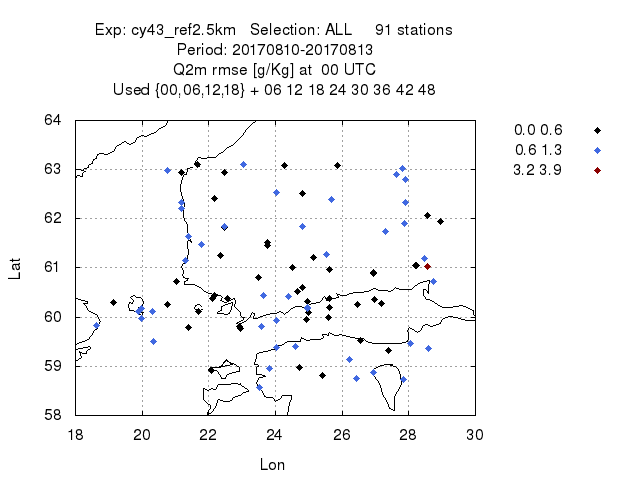 Exp: cy43_ref2.5km Selection: ALL 91 stations
Period: 20170810-20170813
Q2m rmse [g/Kg] at 00 UTC
Used {00,06,12,18} + 06 12 18 24 30 36 42 48
64
63
62
61
60
59
58
Lat
18 20 22 24 26 28 30
Lon
0.0 0.6
0.6 1.3
3.2 3.9